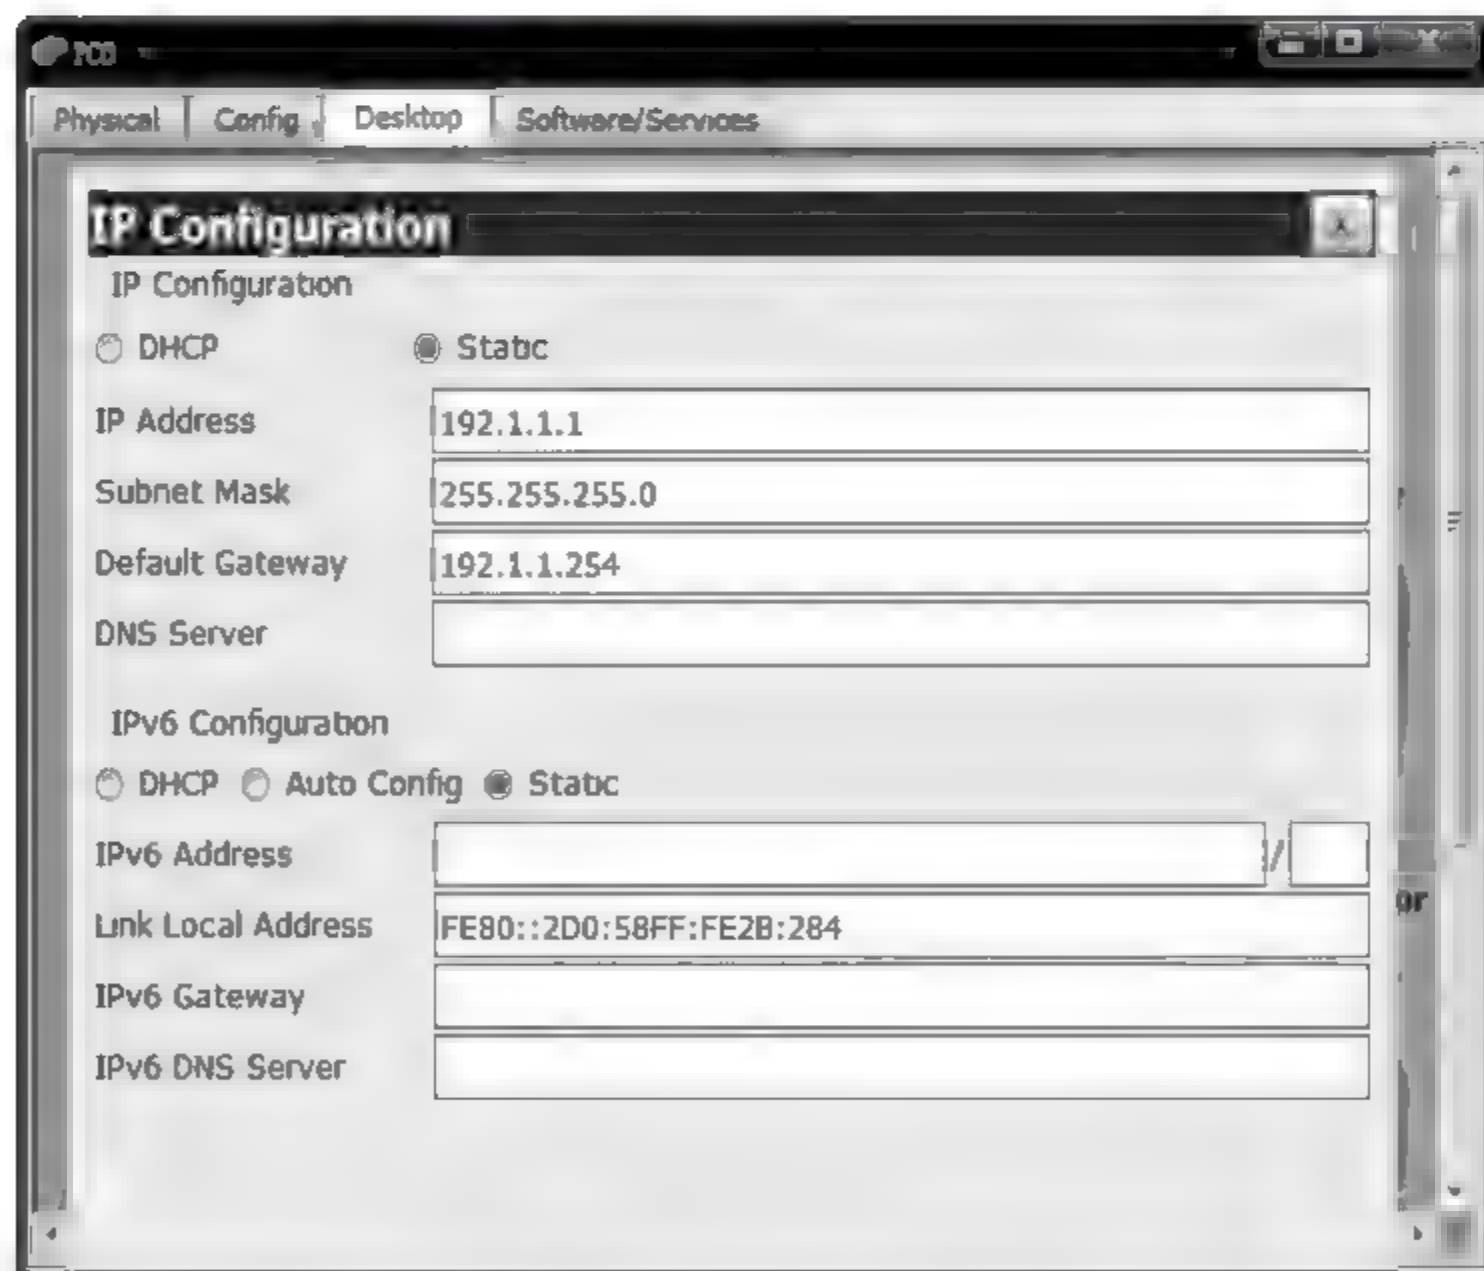 PC0
Physical Config Desktop Software/Services
IP Configuration X
IP Configuration
DHCP Static
IP Address 192.1.1.1
Subnet Mask 255.255.255.0
Default Gateway 192.1.1.254
DNS Server
IPv6 Configuration
DHCP Auto Config Static
IPv6 Address /
Link Local Address FE80::2D0:58FF:FE2B:284
or
IPv6 Gateway
IPv6 DNS Server